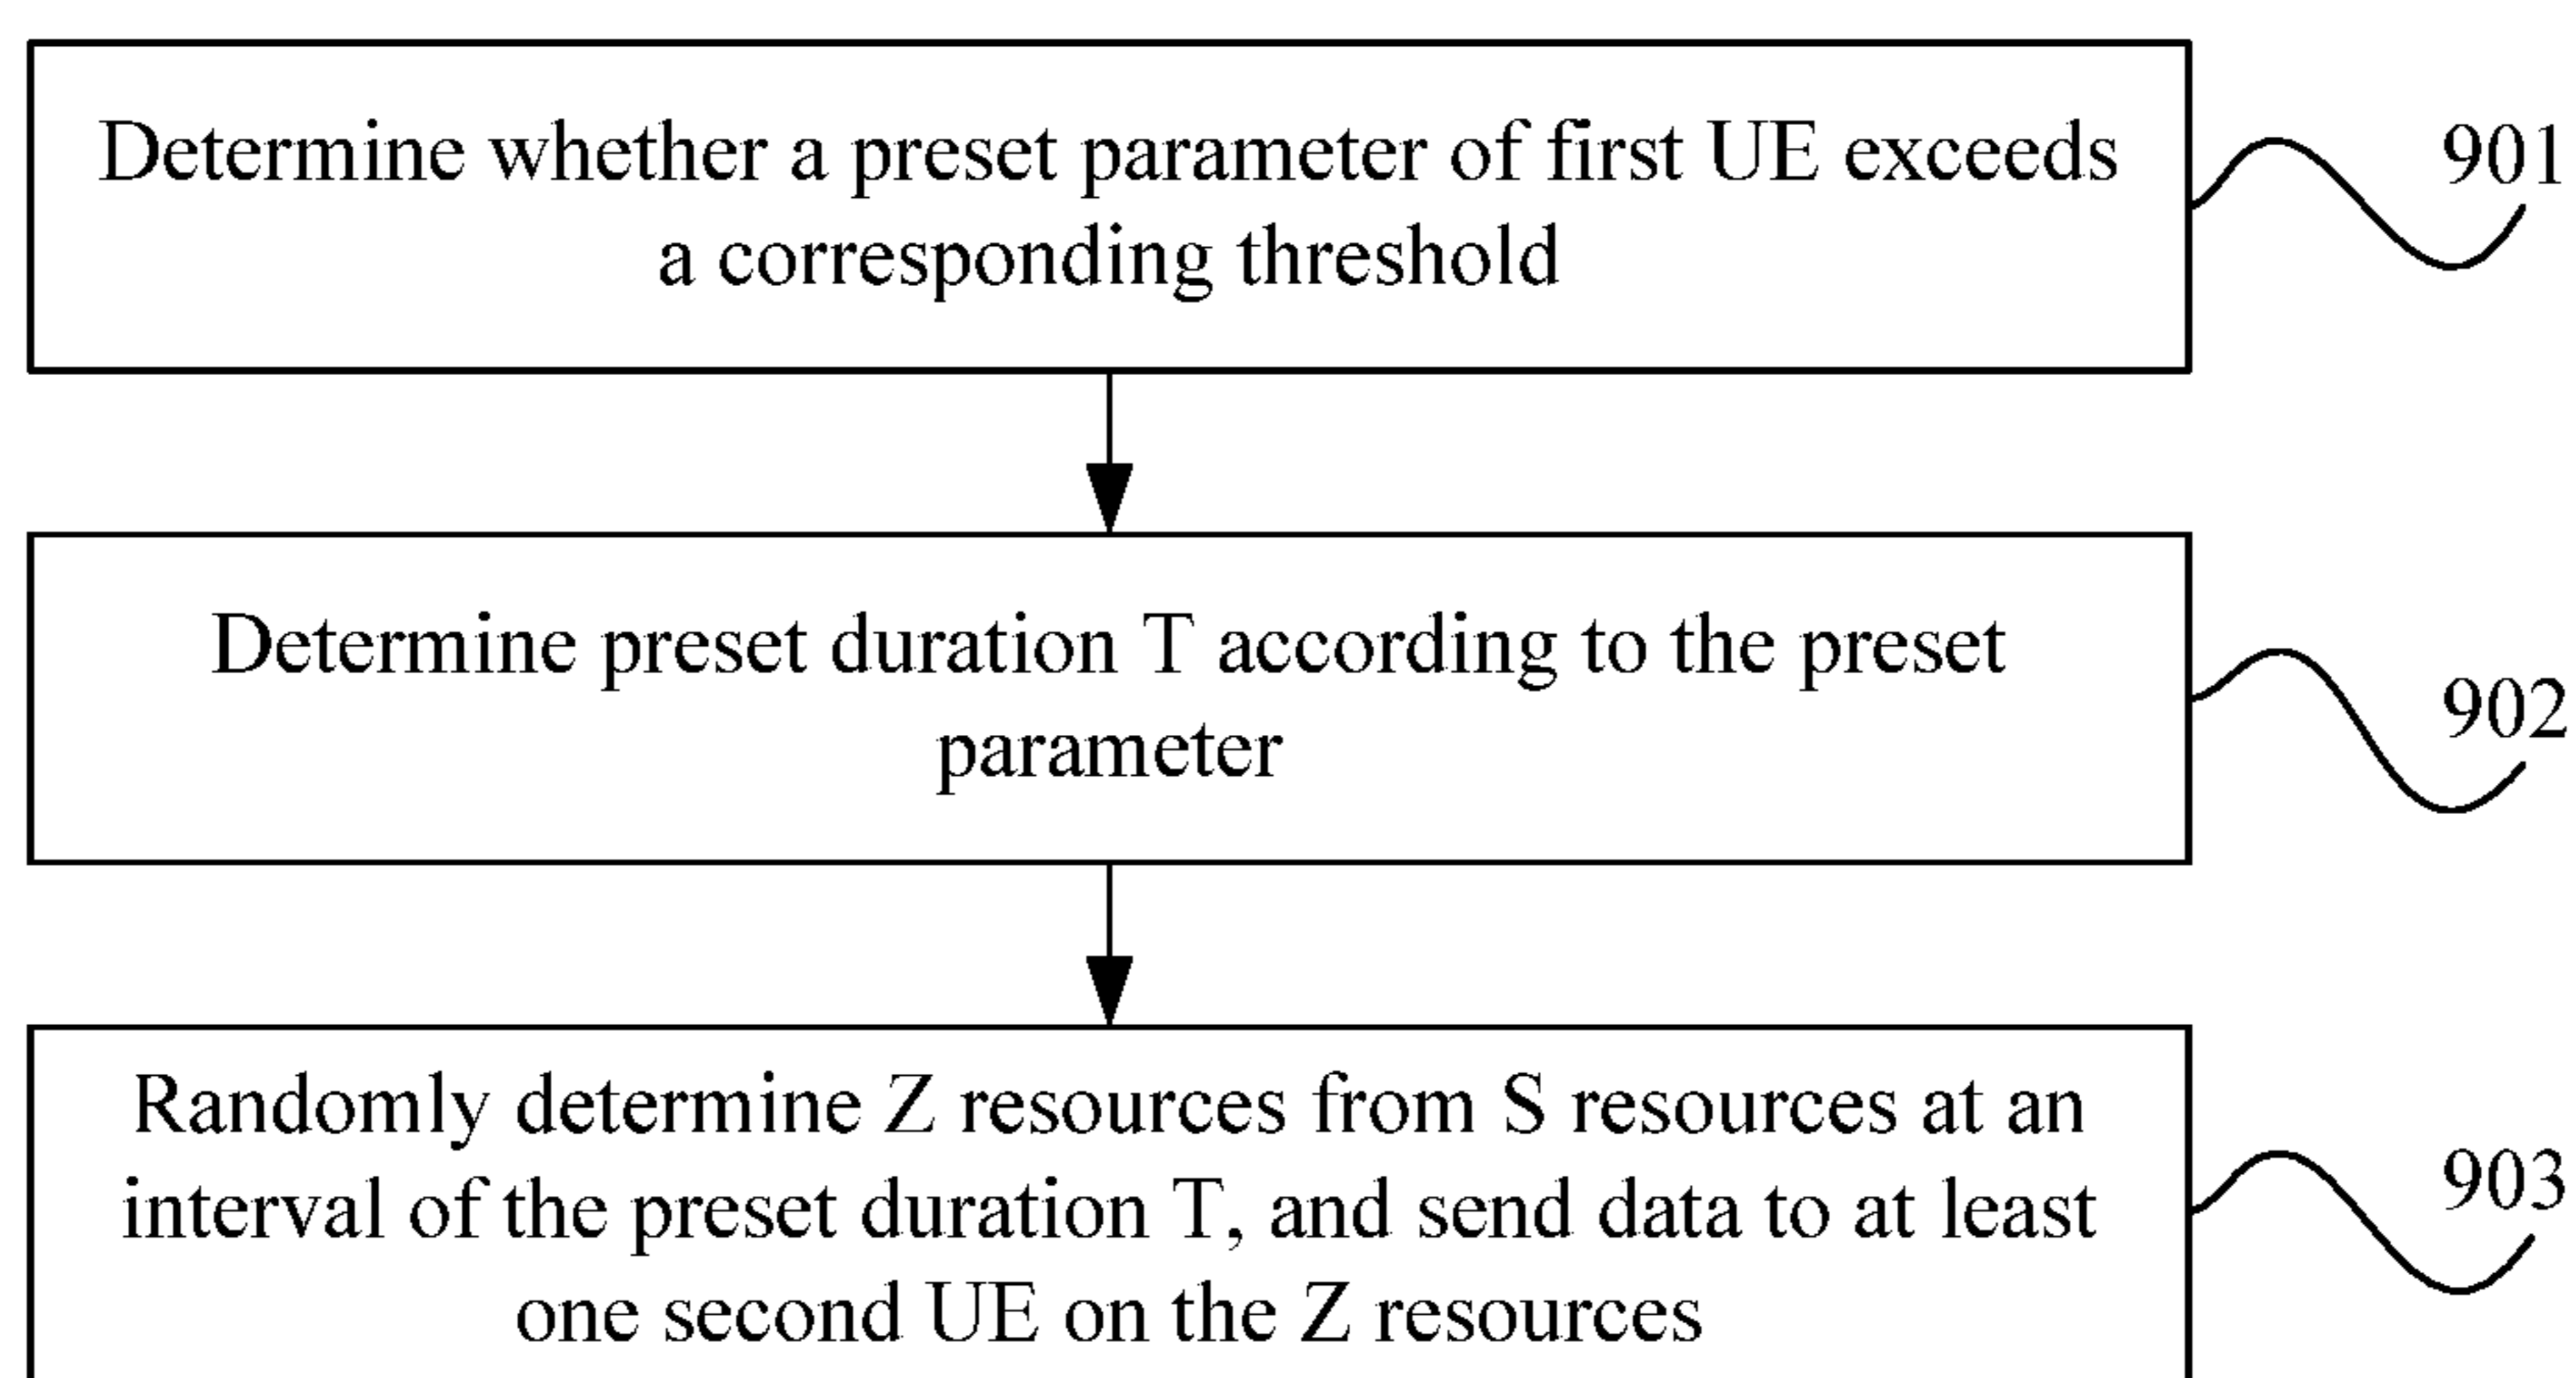 Determine whether a preset parameter of first UE exceeds
a corresponding threshold
901
Determine preset duration T according to the preset
parameter
902
Randomly determine Z resources from S resources at an
interval of the preset duration T, and send data to at least
one second UE on the Z resources
903